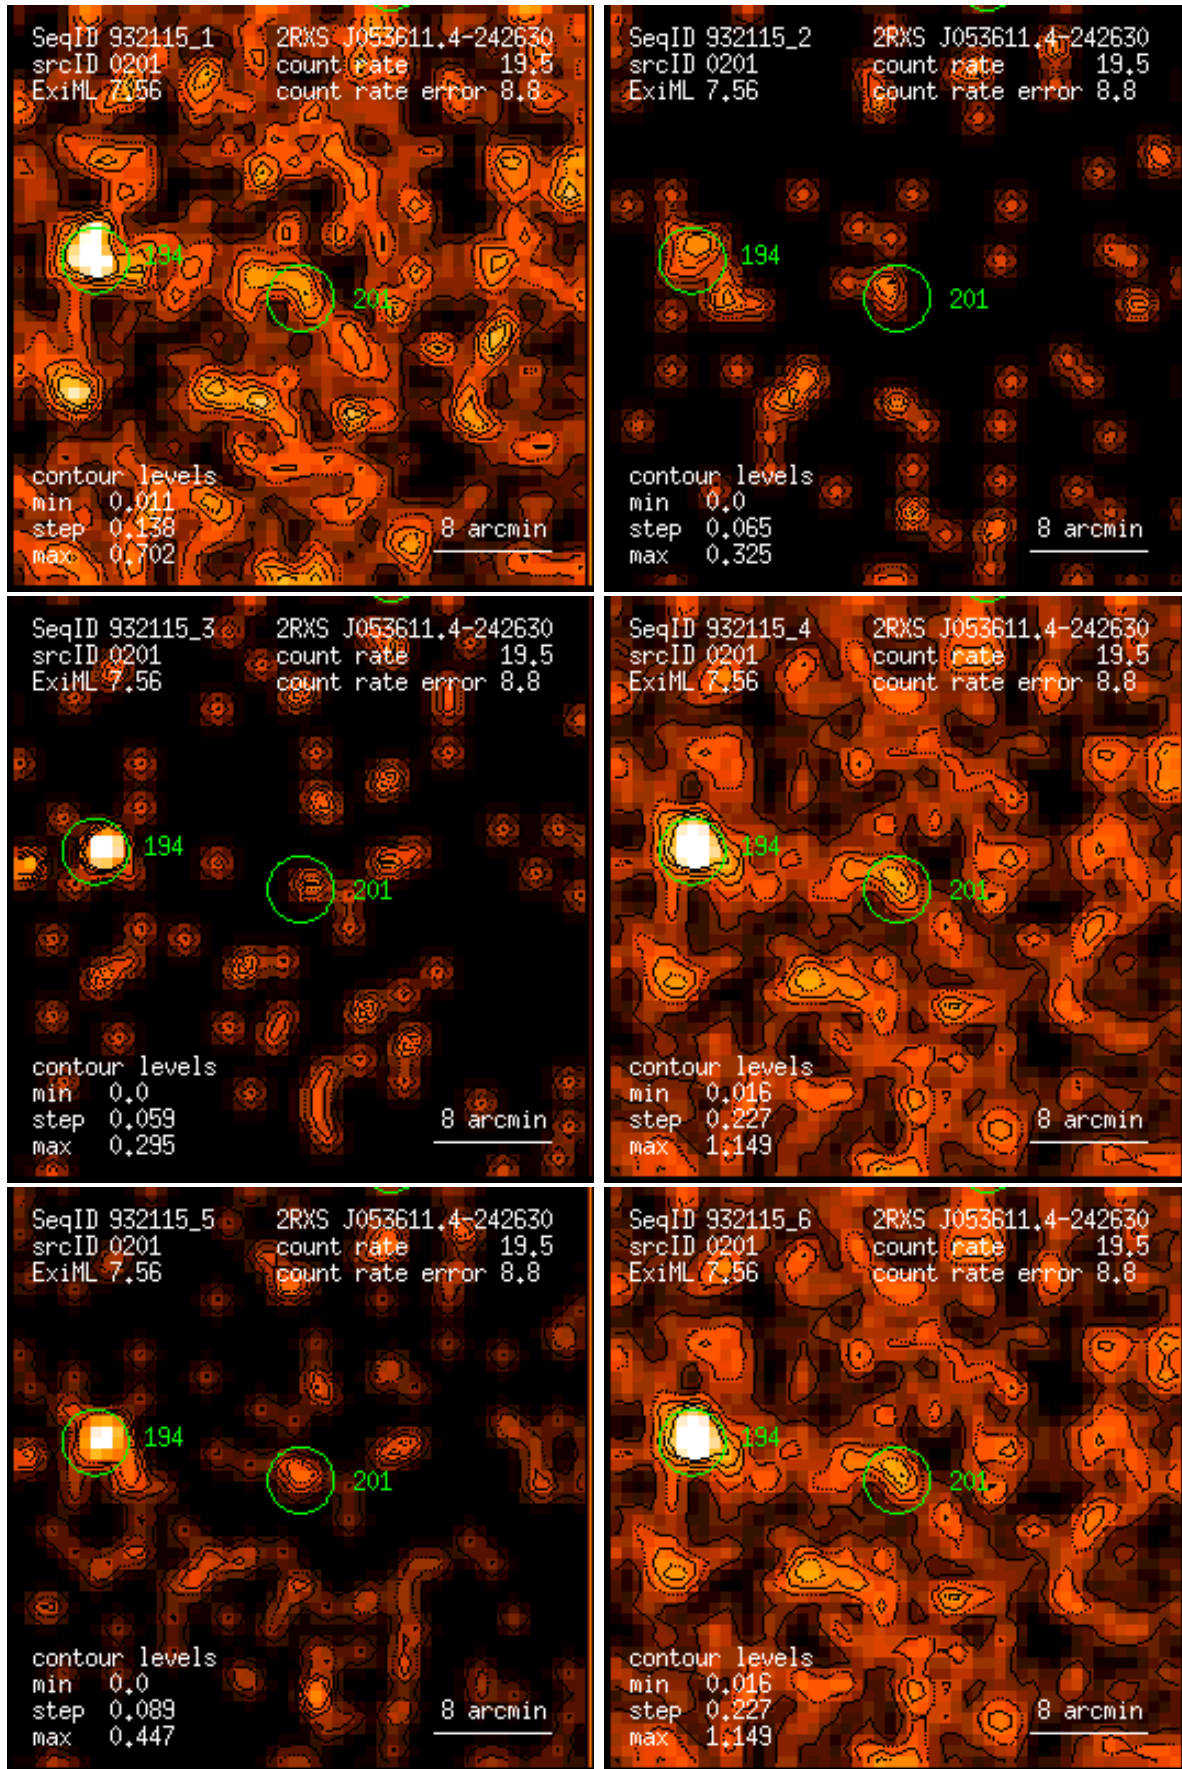 SeqID 932115_1 2RXS J053611.4-242630
srcID 0201 count rate 19.5
ExiML 7.56 count rate error 8.8
194
201
contour levels
min 0.011
step 0.138 8 arcmin
max 0.702
SeqID 932115_2 2RXS J053611.4-242630
srcID 0201 count rate 19.5
ExiML 7.56 count rate error 8.8
194
201
contour levels
min 0.0
step 0.065 8 arcmin
max 0.325
SeqID 932115_3 2RXS J053611.4-242630
srcID 0201 count rate 19.5
ExiML 7.56 count rate error 8.8
194
201
contour levels
min 0.0
step 0.059 8 arcmin
max 0.295
SeqID 932115_4 2RXS J053611.4-242630
srcID 0201 count rate 19.5
ExiML 7.56 count rate error 8.8
194
201
contour levels
min 0.016
step 0.227 8 arcmin
max 1.149
SeqID 932115_5 2RXS J053611.4-242630
srcID 0201 count rate 19.5
ExiML 7.56 count rate error 8.8
194
201
contour levels
min 0.0
step 0.089 8 arcmin
max 0.447
SeqID 932115_6 2RXS J053611.4-242630
srcID 0201 count rate 19.5
ExiML 7.56 count rate error 8.8
194
201
contour levels
min 0.016
step 0.227 8 arcmin
max 1.149